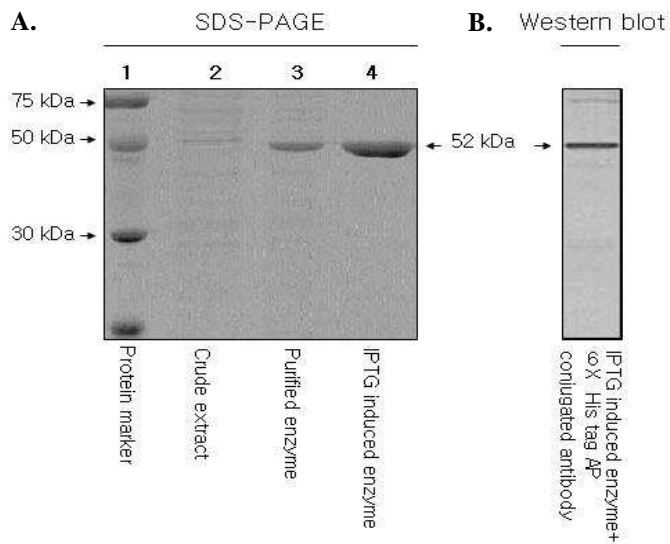 A.
SDS-PAGE
B. Western blot
1 2 3 4
75 kDa →
50 kDa →
← 52 kDa →
30 kDa →
Protein marker
Crude extract
Purified enzyme
IPTG induced enzyme
IPTG induced enzyme+
6X His tag AP
conjugated antibody